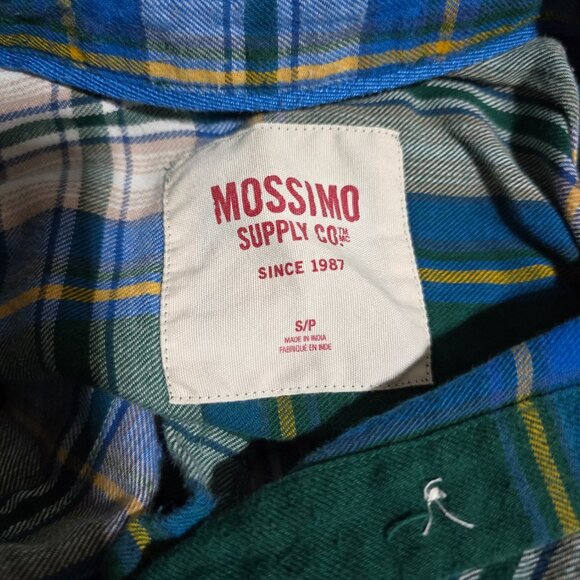 MOSSIMO
SUPPLY CO.™ MC
SINCE 1987
S/P
MADE IN INDIA
FABRIQUÉ EN INDE